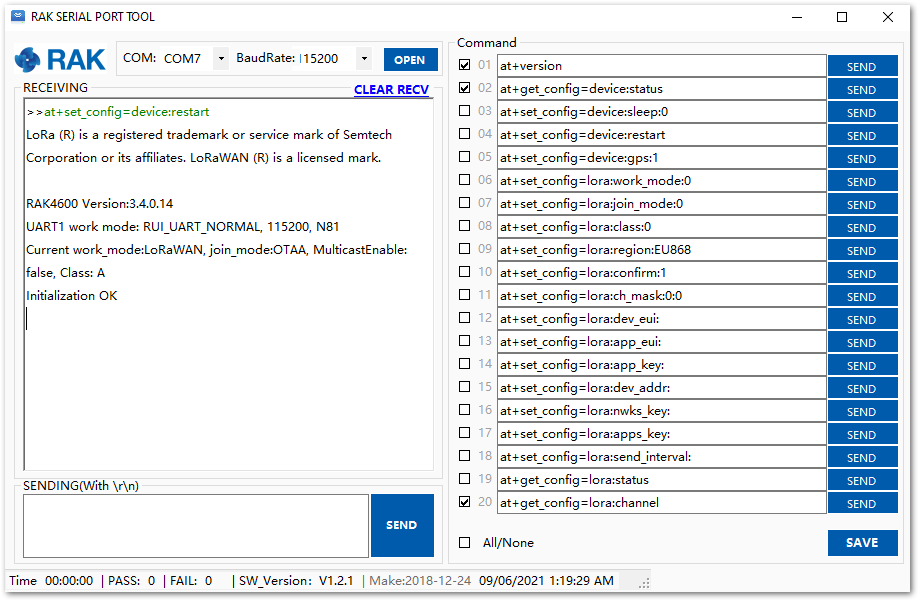 RAK SERIAL PORT TOOL
RAK
COM: COM7 BaudRate: 115200 OPEN
RECEIVING CLEAR RECV
>>at+set_config=device:restart
LoRa (R) is a registered trademark or service mark of Semtech
Corporation or its affiliates. LoRaWAN (R) is a licensed mark.
RAK4600 Version:3.4.0.14
UART1 work mode: RUI_UART_NORMAL, 115200, N81
Current work_mode:LoRaWAN, join_mode:OTAA, MulticastEnable:
false, Class: A
Initialization OK
SENDING(With \r\n)
SEND
Command
01 at+version SEND
02 at+get_config=device:status SEND
03 at+set_config=device:sleep:0 SEND
04 at+set_config=device:restart SEND
05 at+set_config=device:gps:1 SEND
06 at+set_config=lora:work_mode:0 SEND
07 at+set_config=lora:join_mode:0 SEND
08 at+set_config=lora:class:0 SEND
09 at+set_config=lora:region:EU868 SEND
10 at+set_config=lora:confirm:1 SEND
11 at+set_config=lora:ch_mask:0:0 SEND
12 at+set_config=lora:dev_eui: SEND
13 at+set_config=lora:app_eui: SEND
14 at+set_config=lora:app_key: SEND
15 at+set_config=lora:dev_addr: SEND
16 at+set_config=lora:nwks_key: SEND
17 at+set_config=lora:apps_key: SEND
18 at+set_config=lora:send_interval: SEND
19 at+get_config=lora:status SEND
20 at+get_config=lora:channel SEND
All/None SAVE
Time 00:00:00 | PASS: 0 | FAIL: 0 | SW_Version: V1.2.1 | Make:2018-12-24 09/06/2021 1:19:29 AM